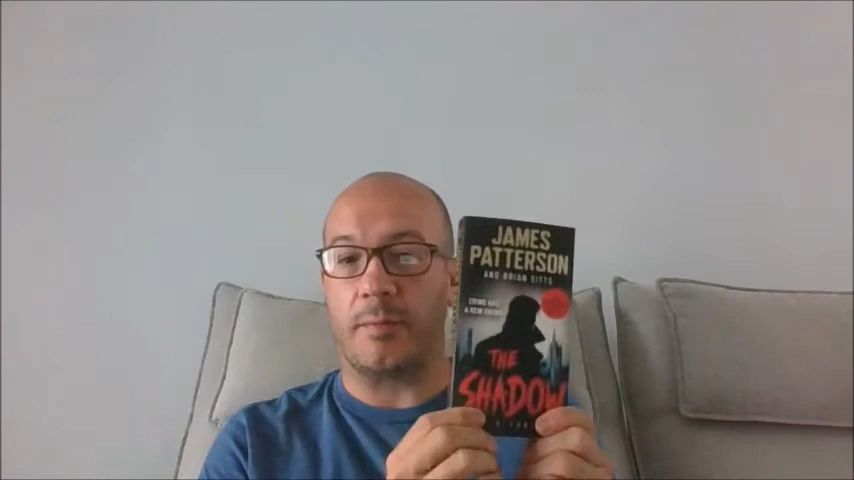 JAMES
PATTERSON
AND BRIAN SITTS
CRIME HAS
A NEW ENEMY
THE
SHADOW